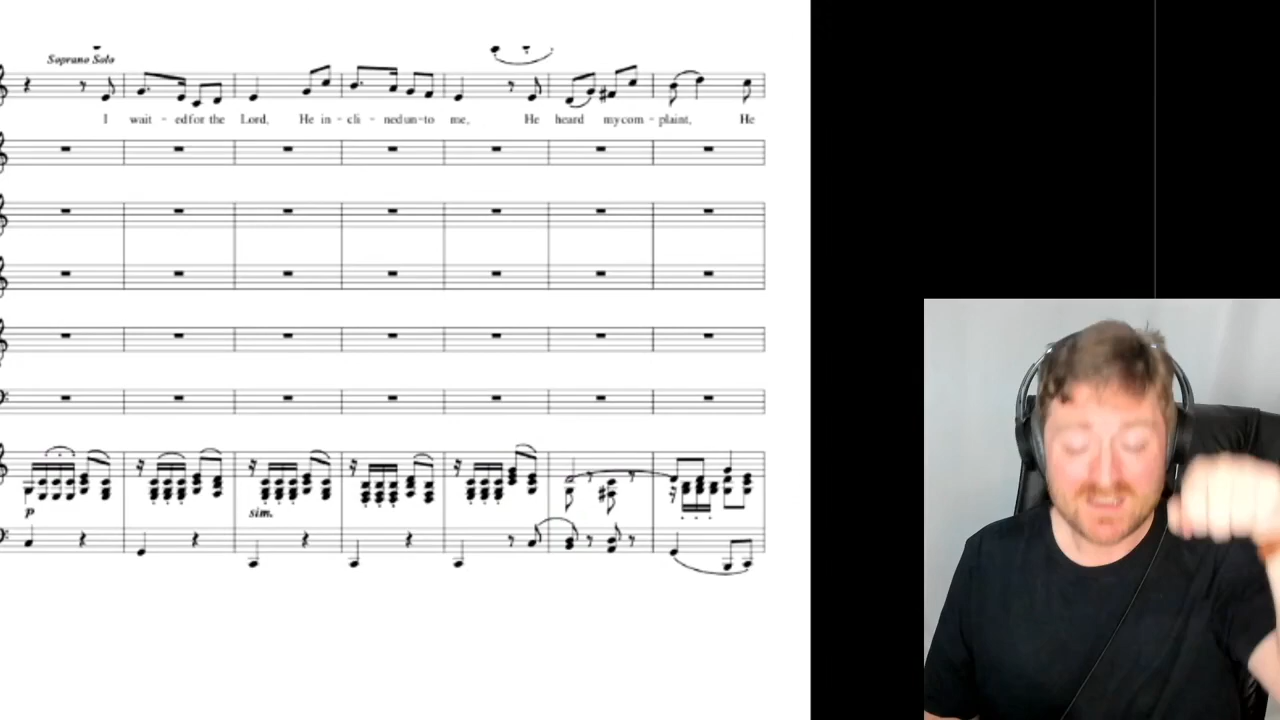 Soprano Solo
I wait - ed for the Lord, He in - cli - ned un - to me, He heard my com - plaint, He
p sim.